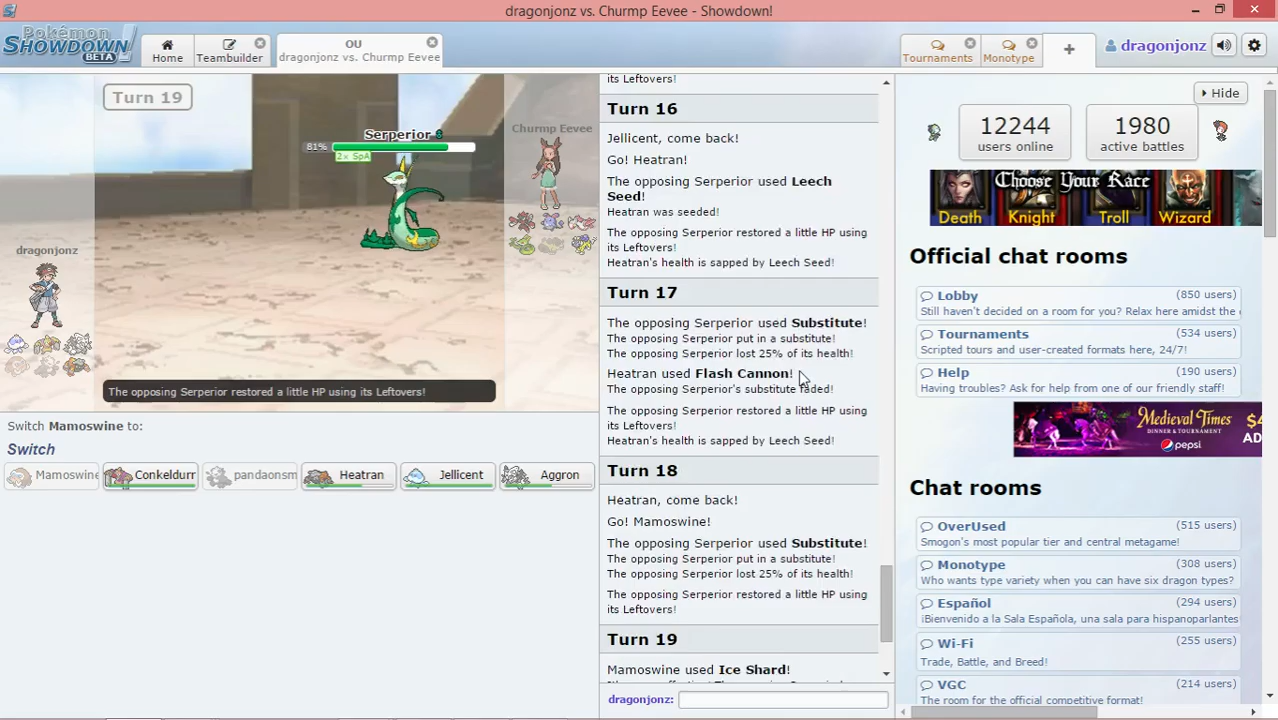 dragonjonz vs. Churmp Eevee - Showdown!
Pokémon
SHOWDOWN!
BETA
Home
Teambuilder
OU
dragonjonz vs. Churmp Eevee
Tournaments
Monotype
+
dragonjonz
Turn 19
Churmp Eevee
Serperior
81%
2× SpA
dragonjonz
The opposing Serperior restored a little HP using its Leftovers!
Switch Mamoswine to:
Switch
Mamoswine
Conkeldurr
pandaonsm
Heatran
Jellicent
Aggron
its Leftovers!
Turn 16
Jellicent, come back!
Go! Heatran!
The opposing Serperior used Leech
Seed!
Heatran was seeded!
The opposing Serperior restored a little HP using
its Leftovers!
Heatran's health is sapped by Leech Seed!
Turn 17
The opposing Serperior used Substitute!
The opposing Serperior put in a substitute!
The opposing Serperior lost 25% of its health!
Heatran used Flash Cannon!
The opposing Serperior's substitute faded!
The opposing Serperior restored a little HP using
its Leftovers!
Heatran's health is sapped by Leech Seed!
Turn 18
Heatran, come back!
Go! Mamoswine!
The opposing Serperior used Substitute!
The opposing Serperior put in a substitute!
The opposing Serperior lost 25% of its health!
The opposing Serperior restored a little HP using
its Leftovers!
Turn 19
Mamoswine used Ice Shard!
dragonjonz:
Hide
12244
users online
1980
active battles
Choose Your Race
Death
Knight
Troll
Wizard
Official chat rooms
Lobby
(850 users)
Still haven't decided on a room for you? Relax here amidst the
Tournaments
(534 users)
Scripted tours and user-created formats here, 24/7!
Help
(190 users)
Having troubles? Ask for help from one of our friendly staff!
Medieval Times
DINNER & TOURNAMENT
pepsi
$4
AD
Chat rooms
OverUsed
(515 users)
Smogon's most popular tier and central metagame!
Monotype
(308 users)
Who wants type variety when you can have six dragon types?
Español
(294 users)
¡Bienvenido a la Sala Española, una sala para hispanoparlantes
Wi-Fi
(255 users)
Trade, Battle, and Breed!
VGC
(214 users)
The room for the official competitive format!